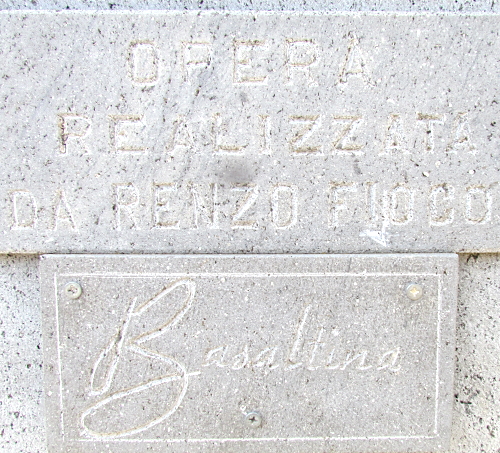 OPERA
REALIZZATA
DA RENZO FIOCO
Basaltina